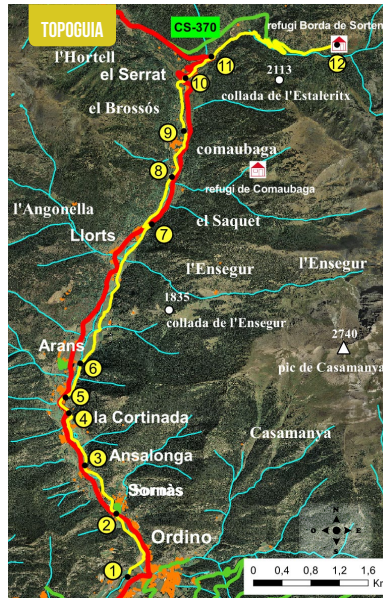 TOPOGUIA
CS-370
refugi Borda de Sorten
l'Hortell
el Serrat
11
12
2113
10
collada de l'Estaleritx
el Brossós
9
comaubaga
8
refugi de Comaubaga
l'Angonella
el Saquet
7
Llorts
l'Ensegur
l'Ensegur
1835
collada de l'Ensegur
2740
Arans
6
pic de Casamanya
5
4
la Cortinada
Casamanya
3
Ansalonga
Sornàs
2
N
O
E
S
Ordino
1
0 0,4 0,8 1,2 1,6
Km